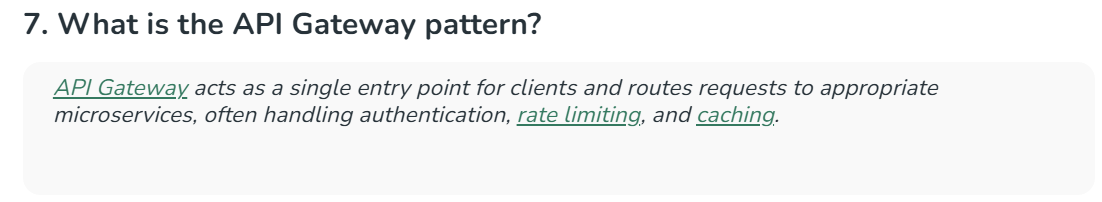 7. What is the API Gateway pattern?
API Gateway acts as a single entry point for clients and routes requests to appropriate
microservices, often handling authentication, rate limiting, and caching.